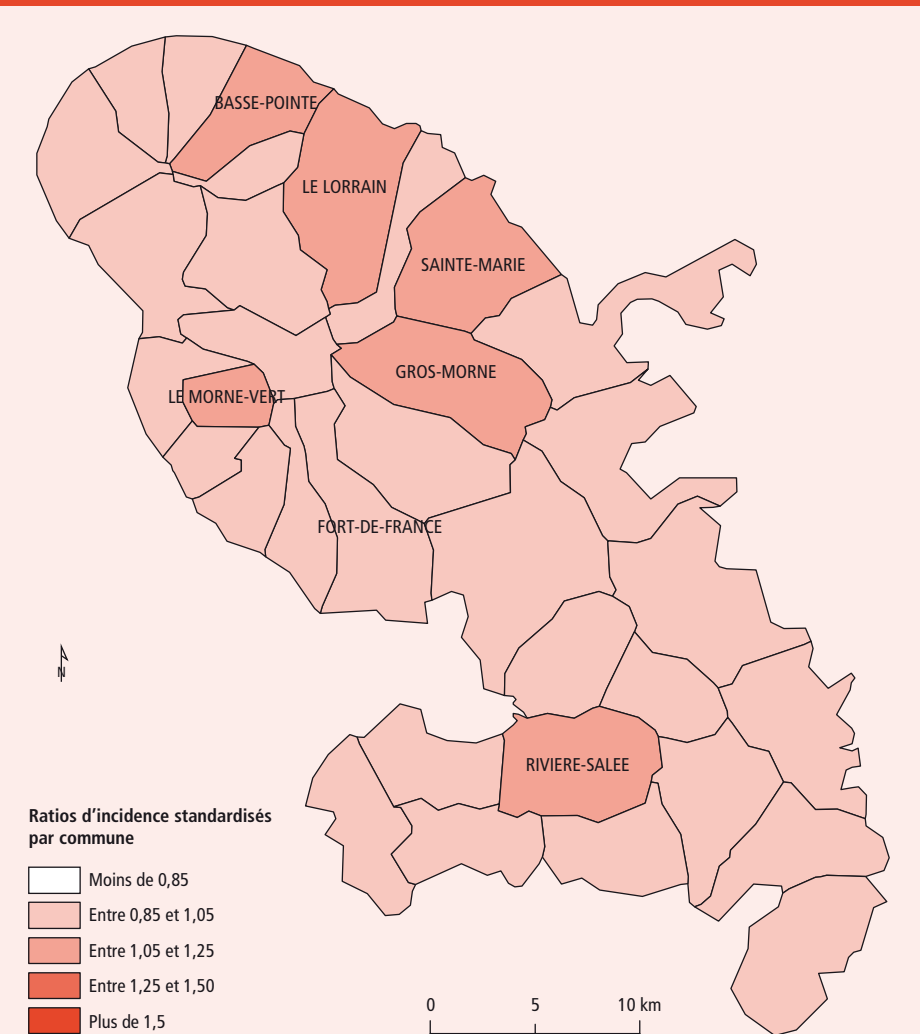 BASSE-POINTE
LE LORRAIN
SAINTE-MARIE
GROS-MORNE
LE MORNE-VERT
FORT-DE-FRANCE
N
RIVIERE-SALEE
Ratios d’incidence standardisés
par commune
Moins de 0,85
Entre 0,85 et 1,05
Entre 1,05 et 1,25
Entre 1,25 et 1,50
Plus de 1,5
0 5 10 km